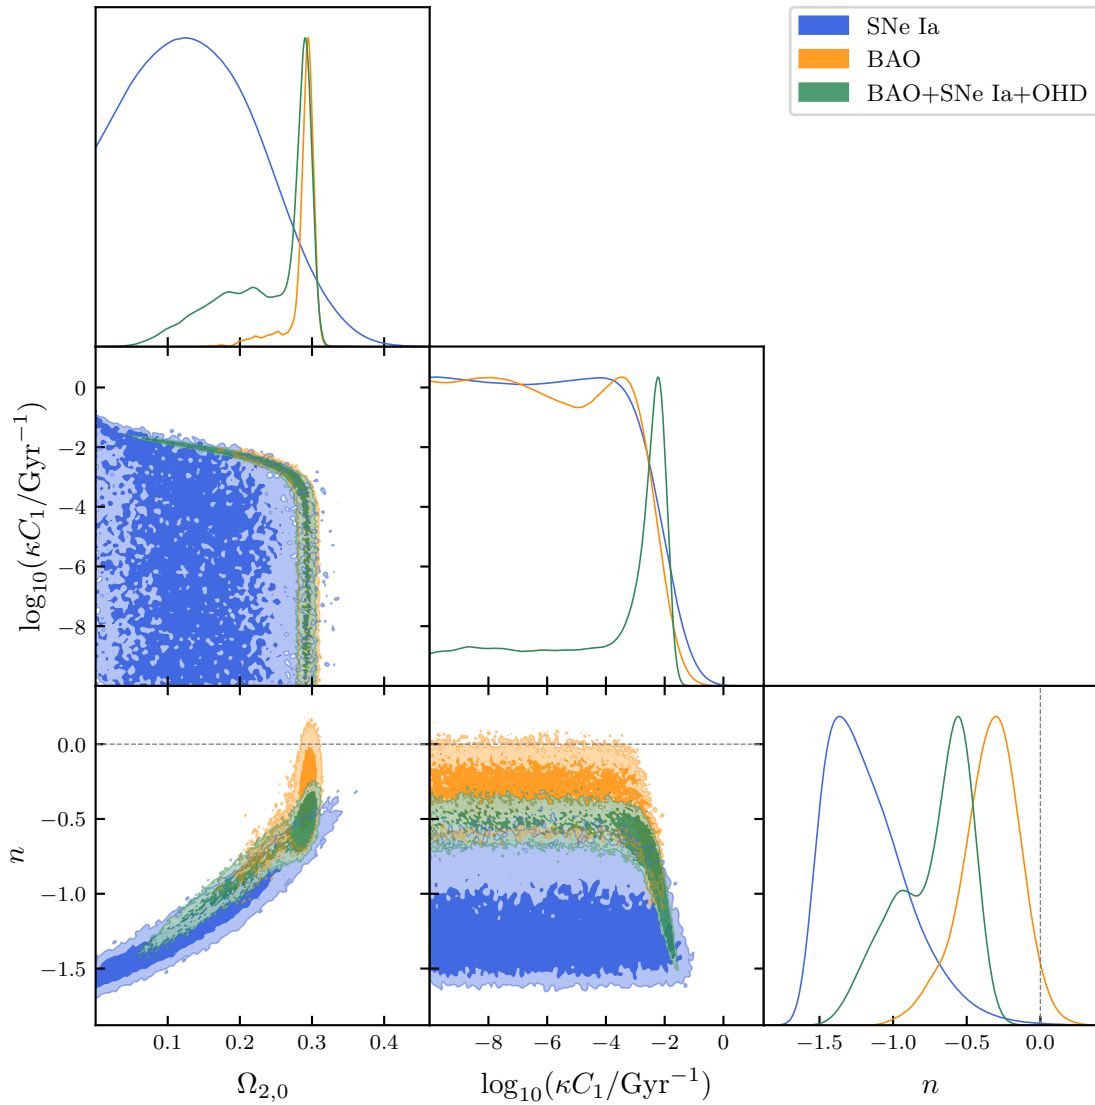 SNe Ia
BAO
BAO+SNe Ia+OHD
0
−2
−4
−6
−8
log₁₀(κC₁/Gyr⁻¹)
0.0
−0.5
−1.0
−1.5
n
0.1 0.2 0.3 0.4
−8 −6 −4 −2 0
−1.5 −1.0 −0.5 0.0
Ω₂,₀
log₁₀(κC₁/Gyr⁻¹)
n